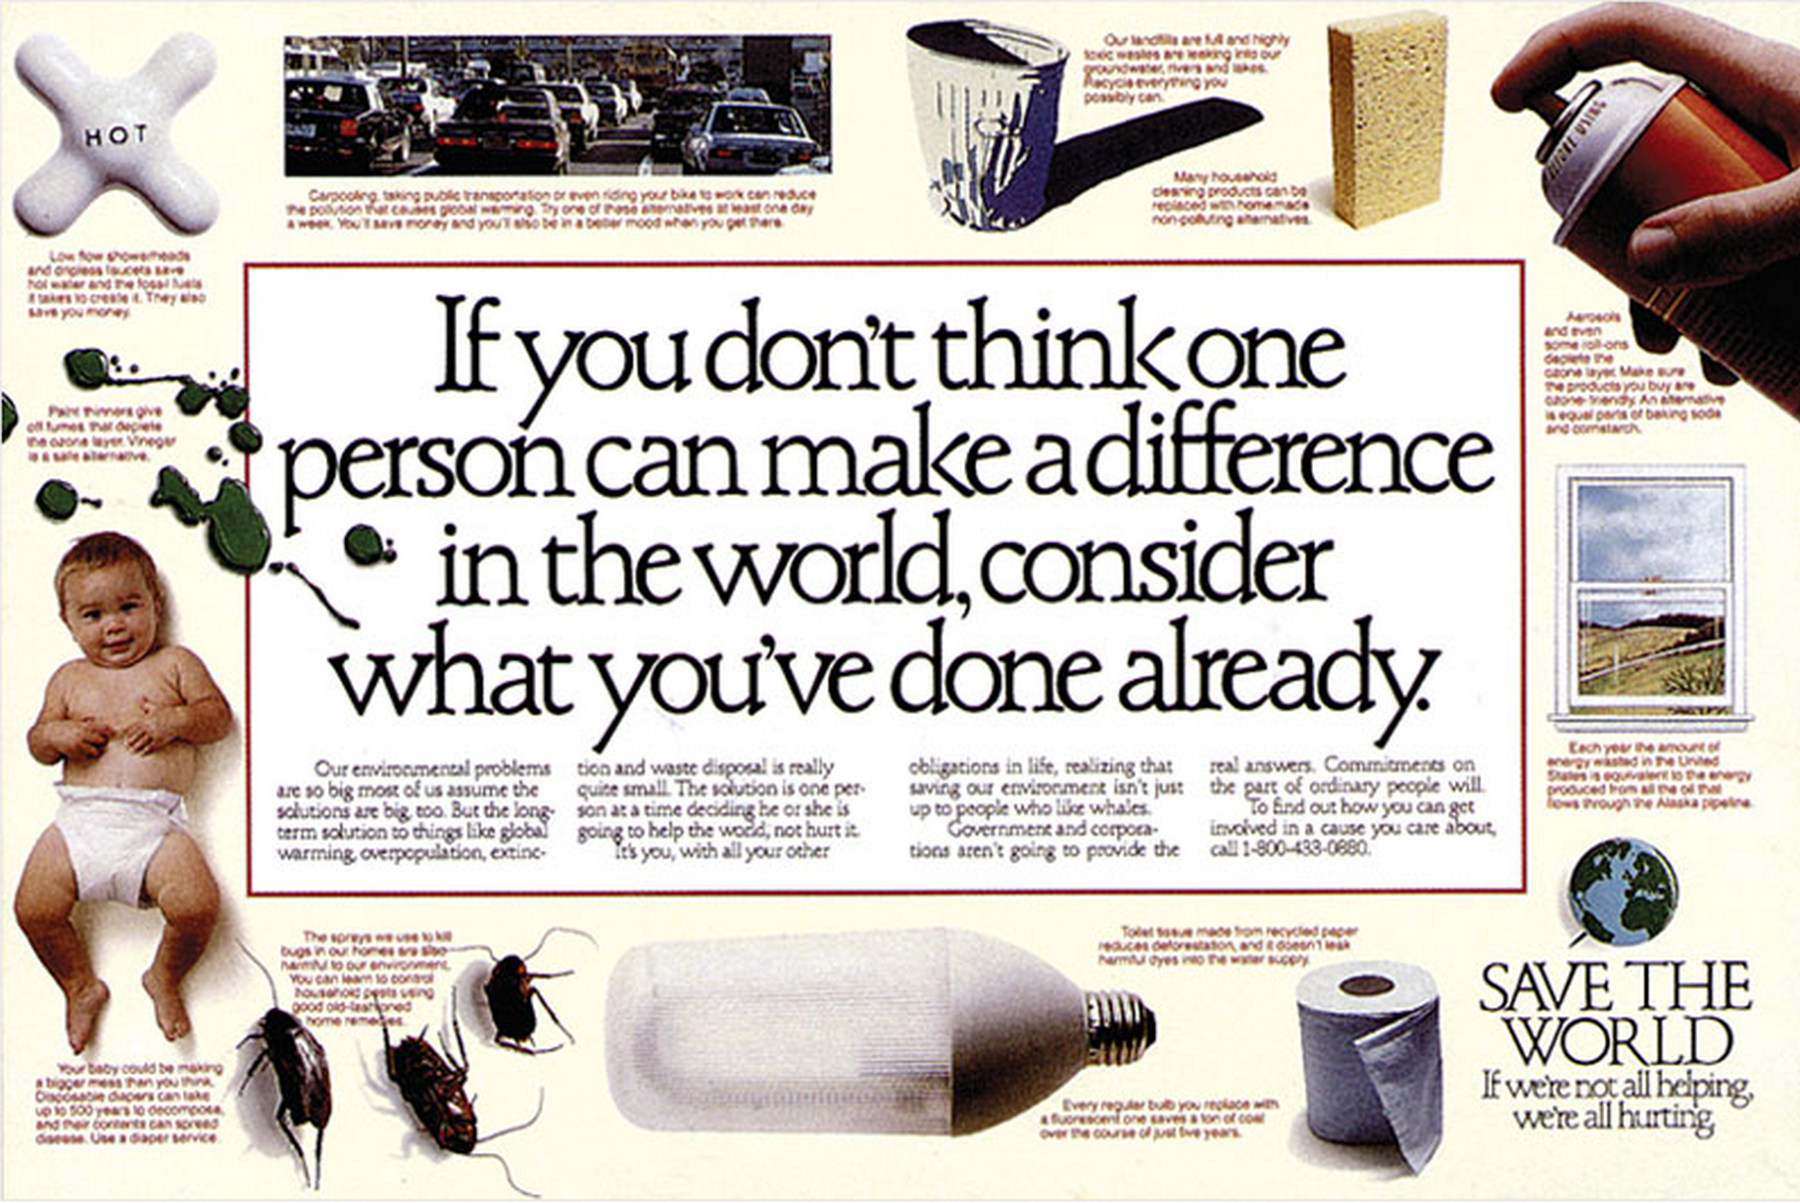 HOT
Low flow showerheads
and dripless faucets save
hot water and the fossil fuels
it takes to create it. They also
save you money.
Carpooling, taking public transportation or even riding your bike to work can reduce
the pollution that causes global warming. Try one of these alternatives at least one day
a week. You'll save money and you'll also be in a better mood when you get there.
Our landfills are full and highly
toxic wastes are leaking into our
groundwater, rivers and lakes.
Recycle everything you
possibly can.
Many household
cleaning products can be
replaced with homemade
non-polluting alternatives.
USING
Aerosols
and even
some roll-ons
deplete the
ozone layer. Make sure
the products you buy are
ozone-friendly. An alternative
is equal parts of baking soda
and cornstarch.
Paint thinners give
off fumes that deplete
the ozone layer. Vinegar
is a safe alternative.
If you don't think one
person can make a difference
in the world, consider
what you've done already.
Our environmental problems
are so big most of us assume the
solutions are big, too. But the long-
term solution to things like global
warming, overpopulation, extinc-
tion and waste disposal is really
quite small. The solution is one per-
son at a time deciding he or she is
going to help the world, not hurt it.
It's you, with all your other
obligations in life, realizing that
saving our environment isn't just
up to people who like whales.
Government and corpora-
tions aren't going to provide the
real answers. Commitments on
the part of ordinary people will.
To find out how you can get
involved in a cause you care about,
call 1-800-433-0880.
Each year the amount of
energy wasted in the United
States is equivalent to the energy
produced from all the oil that
flows through the Alaska pipeline.
Your baby could be making
a bigger mess than you think.
Disposable diapers can take
up to 500 years to decompose,
and their contents can spread
disease. Use a diaper service.
The sprays we use to kill
bugs in our homes are also
harmful to our environment.
You can learn to control
household pests using
good old-fashioned
home remedies.
Toilet tissue made from recycled paper
reduces deforestation, and it doesn't leak
harmful dyes into the water supply.
Every regular bulb you replace with
a fluorescent one saves a ton of coal
over the course of just five years.
SAVE THE
WORLD
If we're not all helping,
we're all hurting.